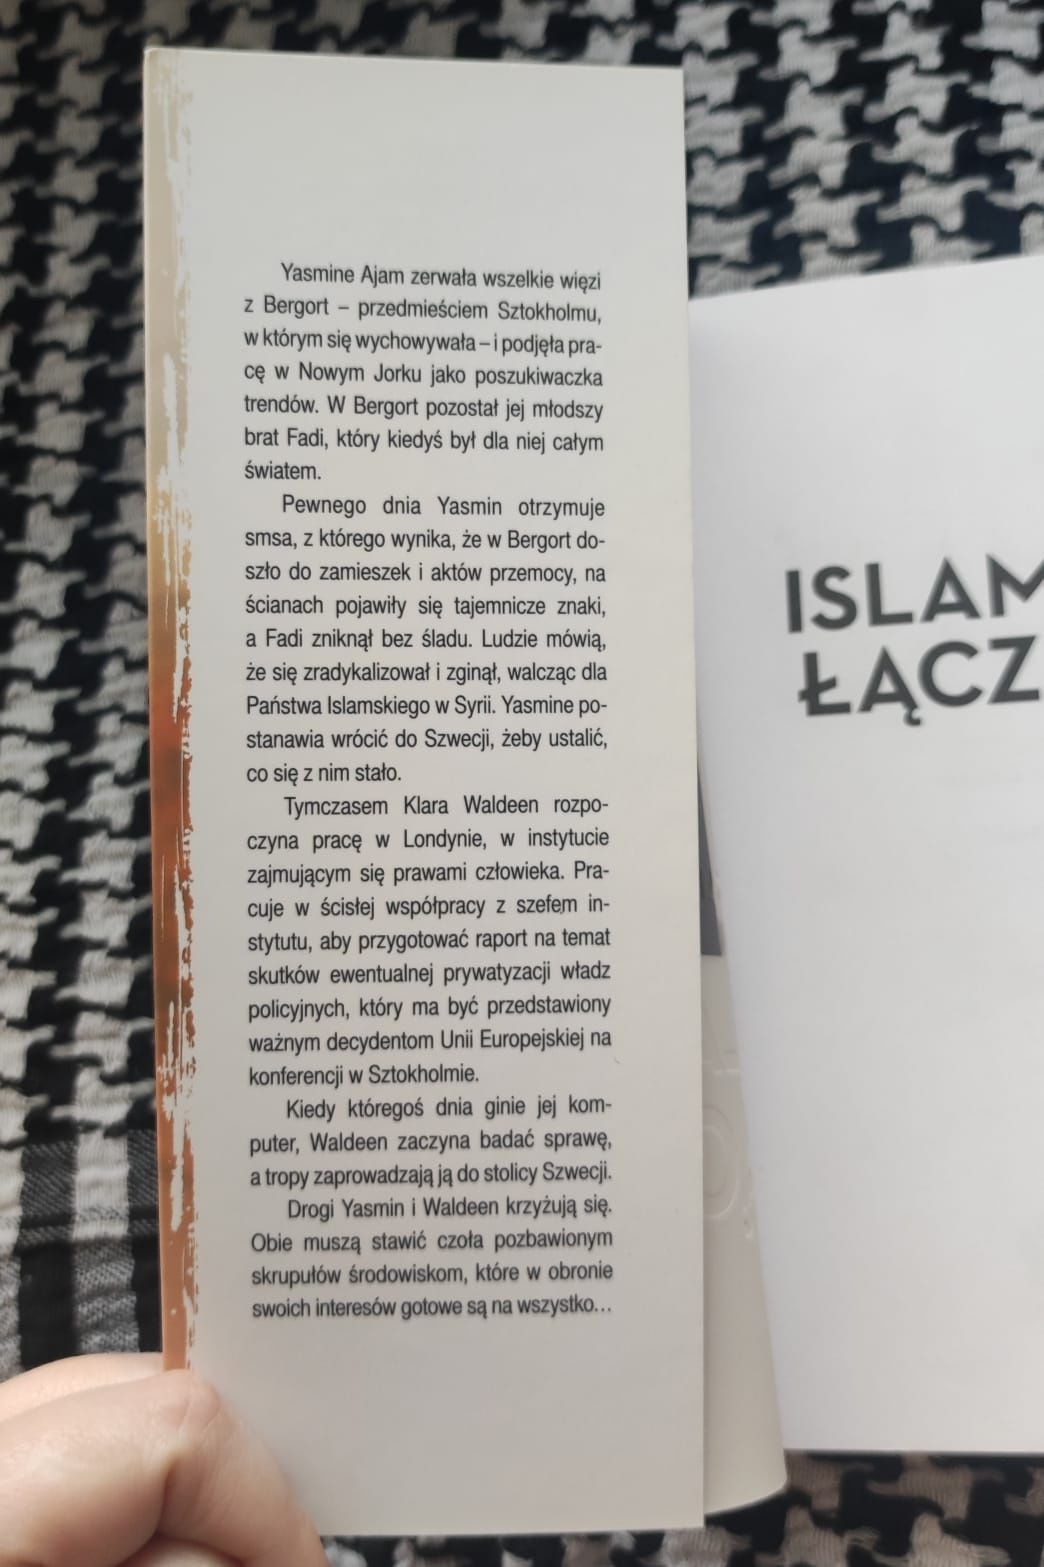 Yasmine Ajam zerwała wszelkie więzi
z Bergort – przedmieściem Sztokholmu,
w którym się wychowywała – i podjęła pra-
cę w Nowym Jorku jako poszukiwaczka
trendów. W Bergort pozostał jej młodszy
brat Fadi, który kiedyś był dla niej całym
światem.
Pewnego dnia Yasmin otrzymuje
smsa, z którego wynika, że w Bergort do-
szło do zamieszek i aktów przemocy, na
ścianach pojawiły się tajemnicze znaki,
a Fadi zniknął bez śladu. Ludzie mówią,
że się zradykalizował i zginął, walcząc dla
Państwa Islamskiego w Syrii. Yasmine po-
stanawia wrócić do Szwecji, żeby ustalić,
co się z nim stało.
Tymczasem Klara Waldeen rozpo-
czyna pracę w Londynie, w instytucie
zajmującym się prawami człowieka. Pra-
cuje w ścisłej współpracy z szefem in-
stytutu, aby przygotować raport na temat
skutków ewentualnej prywatyzacji władz
policyjnych, który ma być przedstawiony
ważnym decydentom Unii Europejskiej na
konferencji w Sztokholmie.
Kiedy któregoś dnia ginie jej kom-
puter, Waldeen zaczyna badać sprawę,
a tropy zaprowadzają ją do stolicy Szwecji.
Drogi Yasmin i Waldeen krzyżują się.
Obie muszą stawić czoła pozbawionym
skrupułów środowiskom, które w obronie
swoich interesów gotowe są na wszystko...
ISLAM
ŁĄCZ